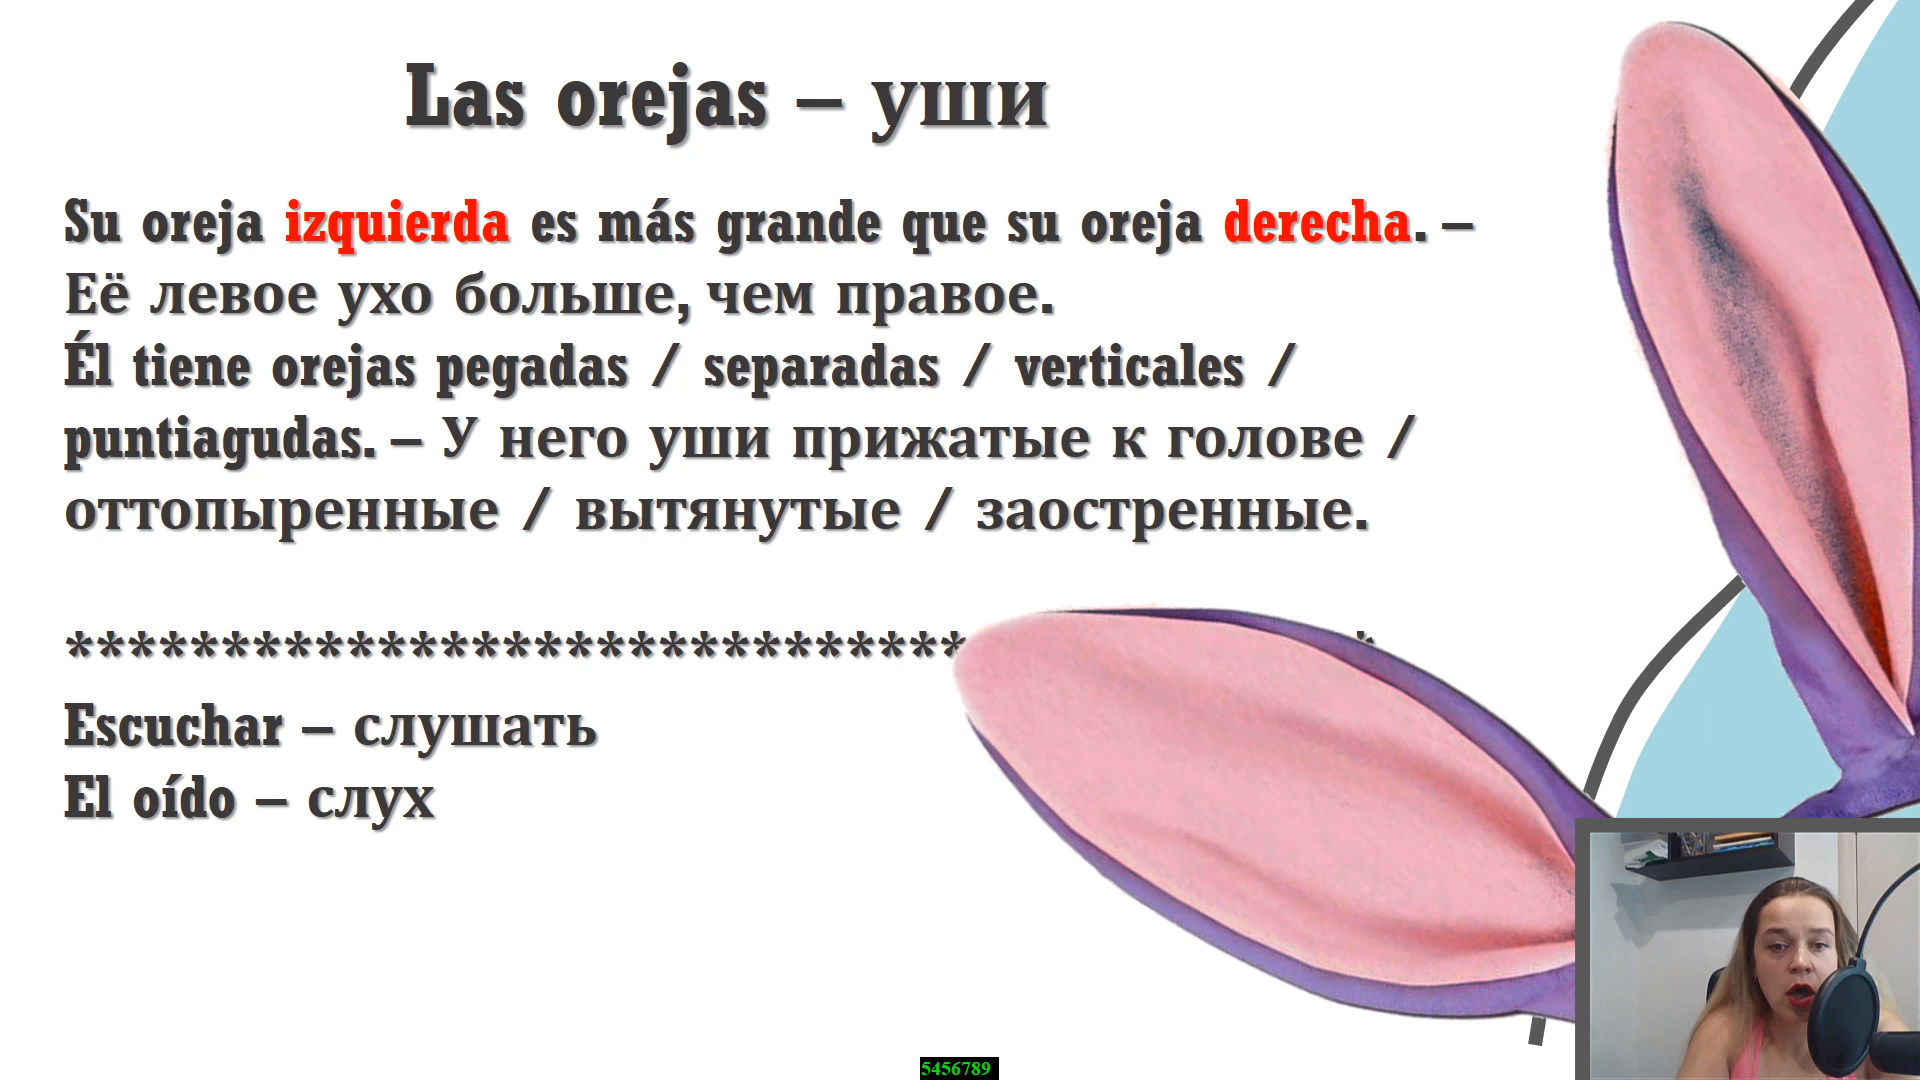 Las orejas – уши
Su oreja izquierda es más grande que su oreja derecha. –
Её левое ухо больше, чем правое.
Él tiene orejas pegadas / separadas / verticales /
puntiagudas. – У него уши прижатые к голове /
оттопыренные / вытянутые / заостренные.
*****************************
Escuchar – слушать
El oído – слух
5456789